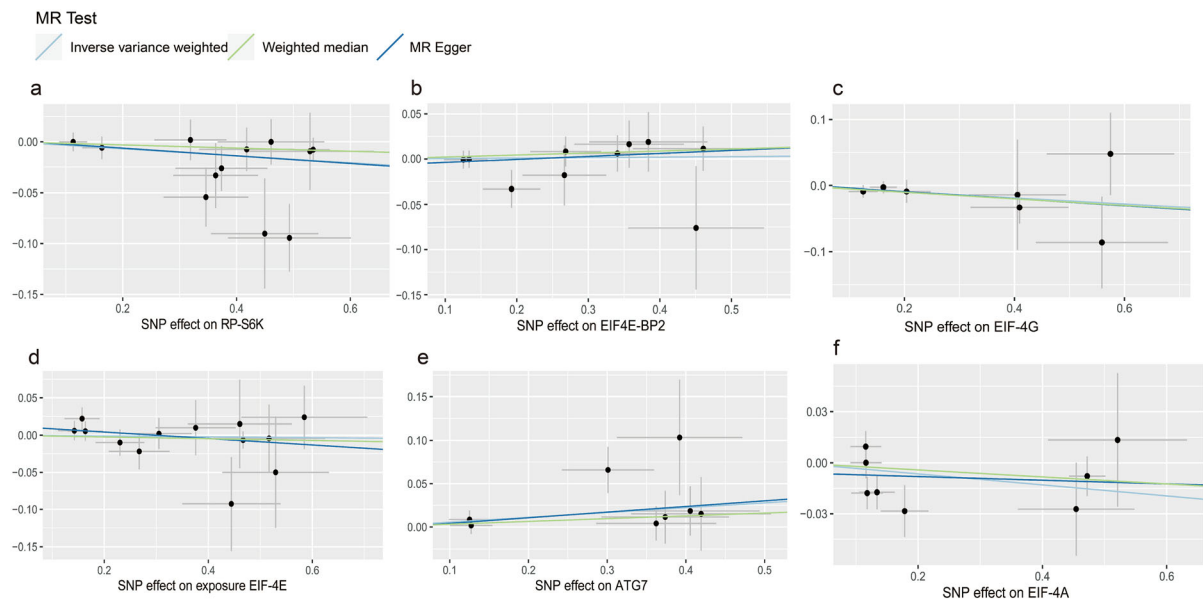 MR Test
Inverse variance weighted Weighted median MR Egger
a
0.00
−0.05
−0.10
−0.15
0.2 0.4 0.6
SNP effect on RP-S6K
b
0.05
0.00
−0.05
−0.10
−0.15
0.1 0.2 0.3 0.4 0.5
SNP effect on EIF4E-BP2
c
0.10
0.0
−0.1
0.2 0.4 0.6
SNP effect on EIF-4G
d
0.05
0.00
−0.05
−0.10
−0.15
0.2 0.4 0.6
SNP effect on exposure EIF-4E
e
0.15
0.10
0.05
0.00
0.1 0.2 0.3 0.4 0.5
SNP effect on ATG7
f
0.03
0.00
−0.03
0.2 0.4 0.6
SNP effect on EIF-4A